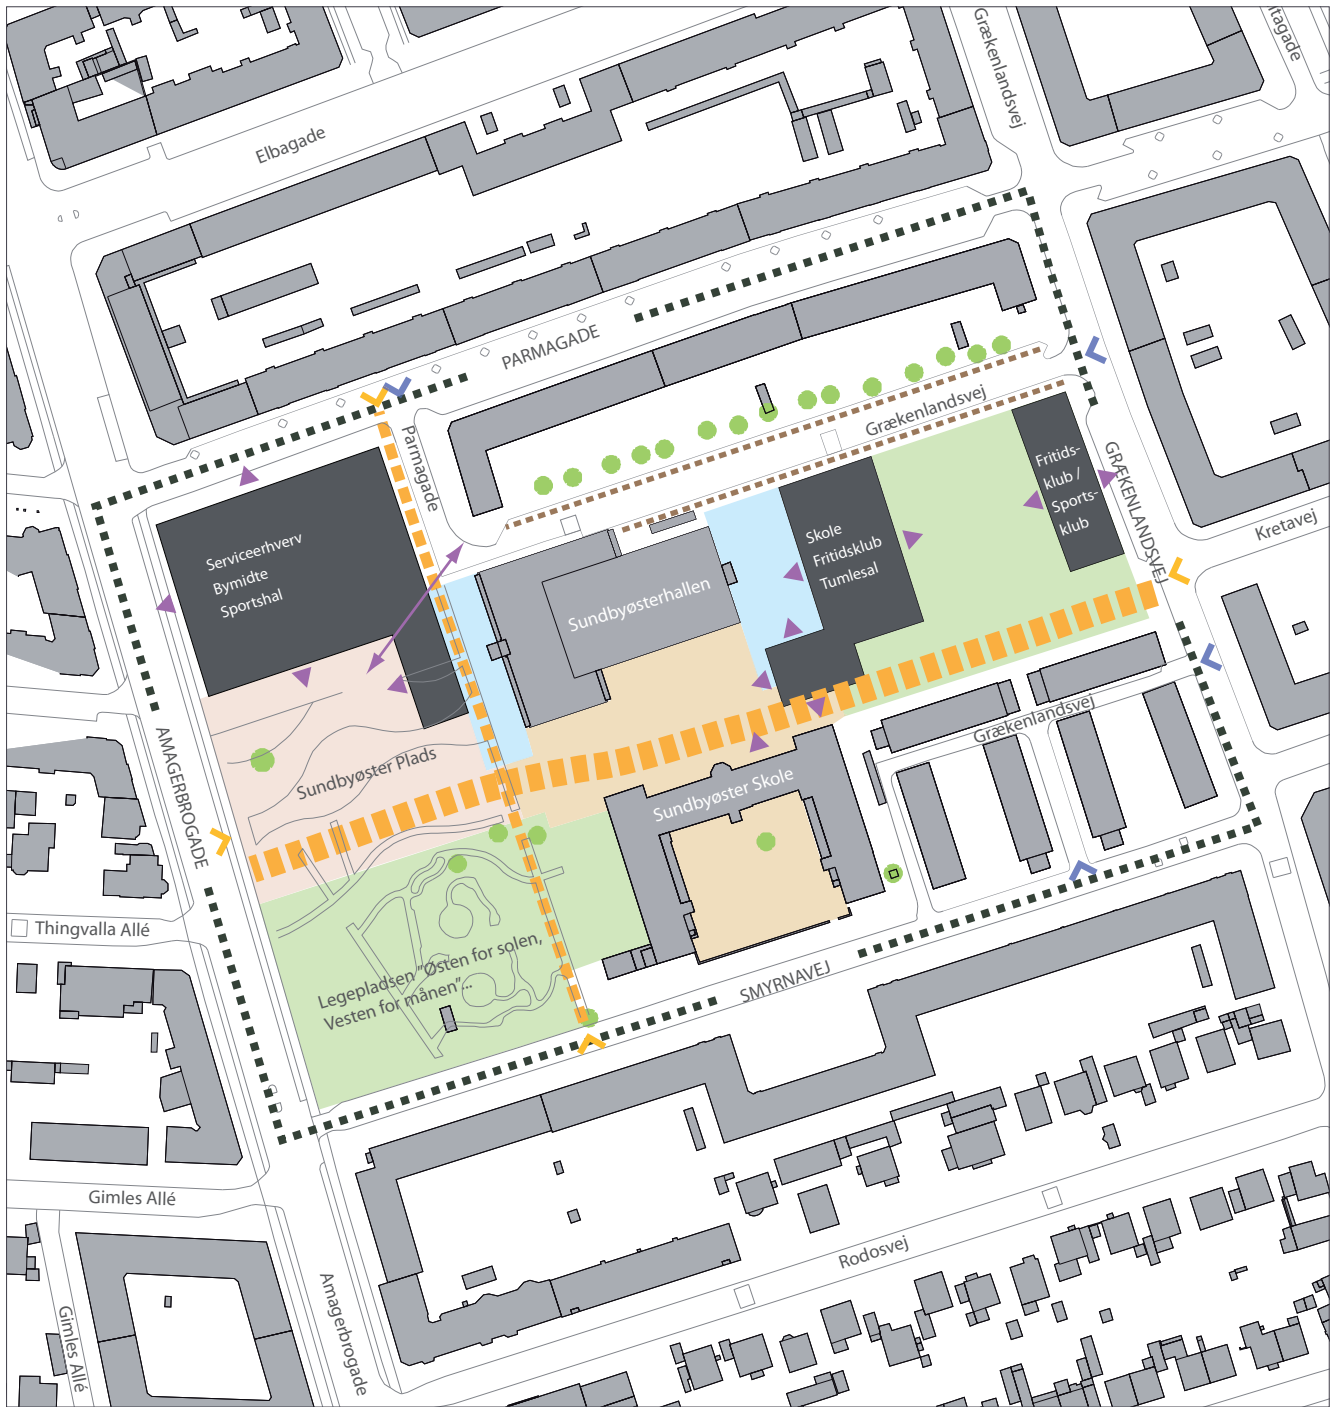 Grækenlandsvej
Elbagade
PARMAGADE
Grækenlandsvej
Parmagade
GRÆKENLANDSVEJ
Kretavej
Fritids-
klub /
Sports-
klub
Skole
Fritidsklub
Tumlesal
Serviceerhverv
Bymidte
Sportshal
Sundbyøsterhallen
Grækenlandsvej
AMAGERBROGADE
Sundbyøster Plads
Sundbyøster Skole
Thingvalla Allé
Legepladsen "Østen for solen,
Vesten for månen"...
SMYRNAVEJ
Gimles Allé
Rodosvej
Gimles Allé
Amagerbrogade